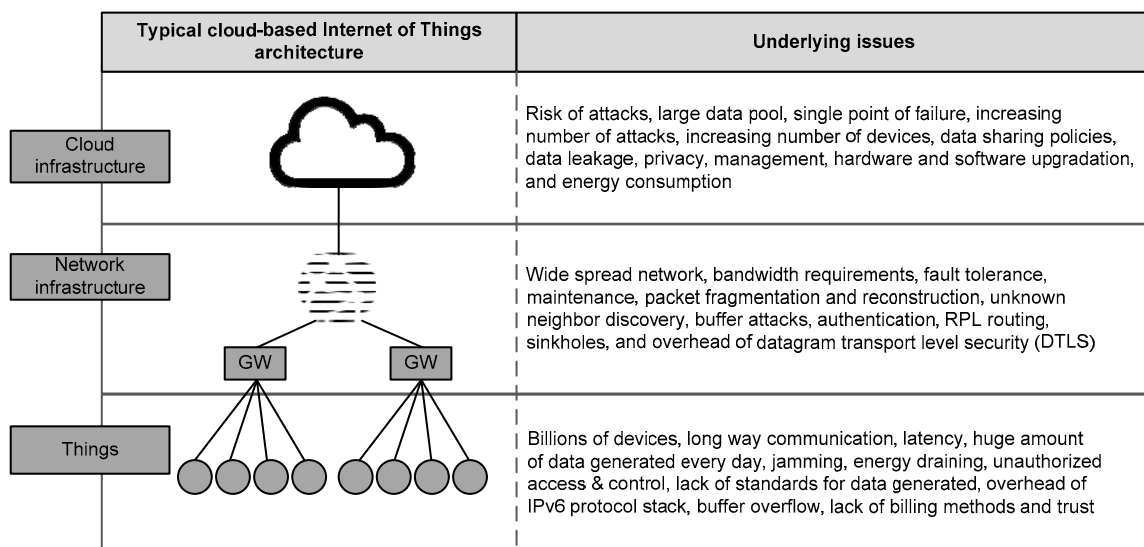 Typical cloud-based Internet of Things
architecture
Underlying issues
Cloud
infrastructure
Risk of attacks, large data pool, single point of failure, increasing
number of attacks, increasing number of devices, data sharing policies,
data leakage, privacy, management, hardware and software upgradation,
and energy consumption
Network
infrastructure
Wide spread network, bandwidth requirements, fault tolerance,
maintenance, packet fragmentation and reconstruction, unknown
neighbor discovery, buffer attacks, authentication, RPL routing,
sinkholes, and overhead of datagram transport level security (DTLS)
GW
GW
Things
Billions of devices, long way communication, latency, huge amount
of data generated every day, jamming, energy draining, unauthorized
access & control, lack of standards for data generated, overhead of
IPv6 protocol stack, buffer overflow, lack of billing methods and trust